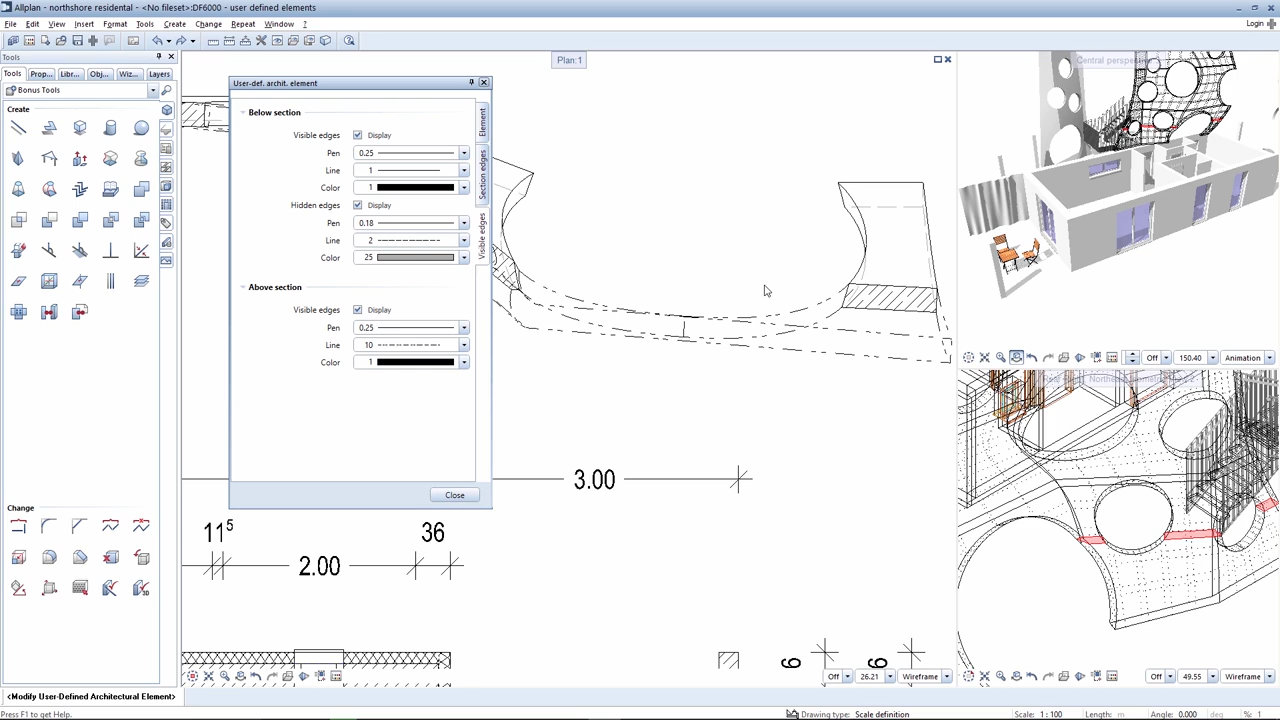 Allplan - northshore residental - <No fileset>:DF6000 - user defined elements
File Edit View Insert Format Tools Create Change Repeat Window ?
Login
Tools
Plan:1
Central perspective
Tools Prop... Libr... Obj... Wiz... Layers
Bonus Tools
Create
User-def. archit. element
Below section
Visible edges Display
Pen 0.25
Line 1
Color 1
Hidden edges Display
Pen 0.18
Line 2
Color 25
Above section
Visible edges Display
Pen 0.25
Line 10
Color 1
Element
Section edges
Visible edges
Close
Off 150.40 Animation
3.00
11⁵
36
2.00
6
6
Change
Off 26.21 Wireframe
Off 49.55 Wireframe
<Modify User-Defined Architectural Element>
Press F1 to get Help.
Drawing type: Scale definition
Scale: 1 : 100
Length: m
Angle: 0.000 deg
%: 1